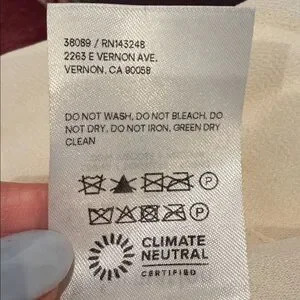 38089 / RN143248
2263 E VERNON AVE.
VERNON, CA 90058
DO NOT WASH, DO NOT BLEACH, DO
NOT DRY, DO NOT IRON, GREEN DRY
CLEAN
P
P
CLIMATE
NEUTRAL
CERTIFIED